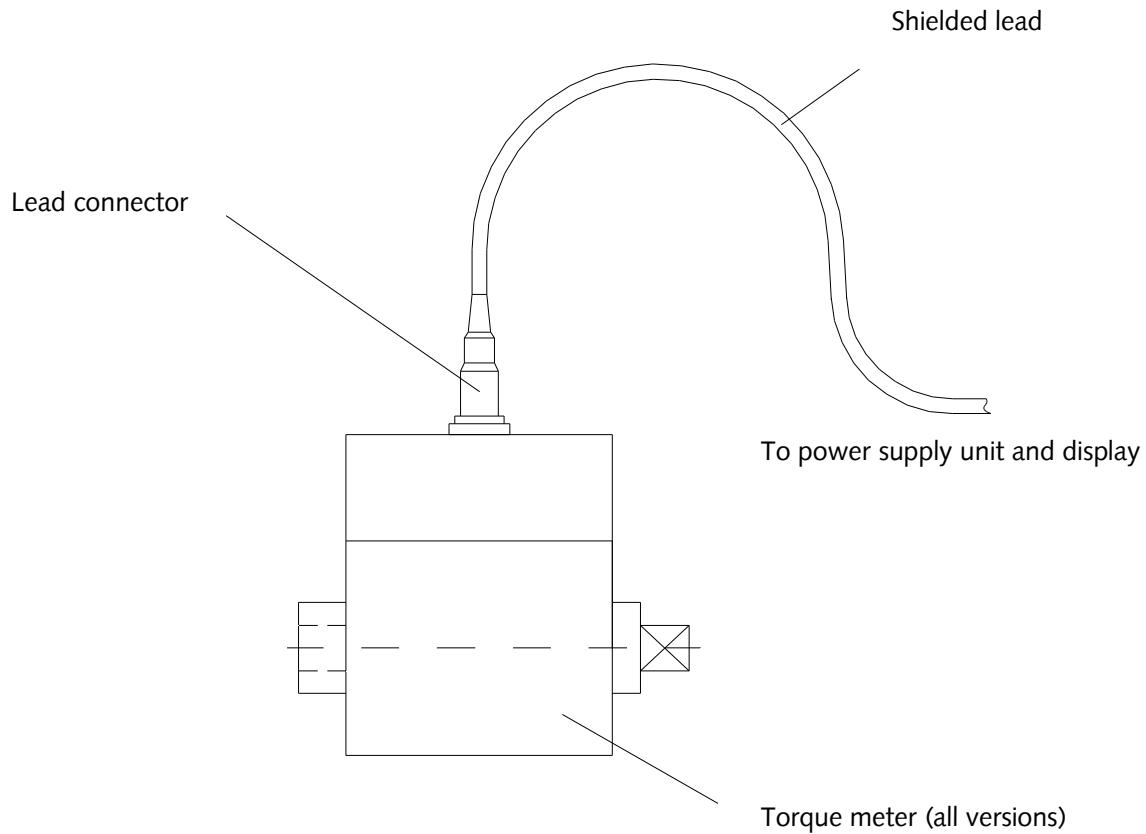 Shielded lead
Lead connector
To power supply unit and display
Torque meter (all versions)